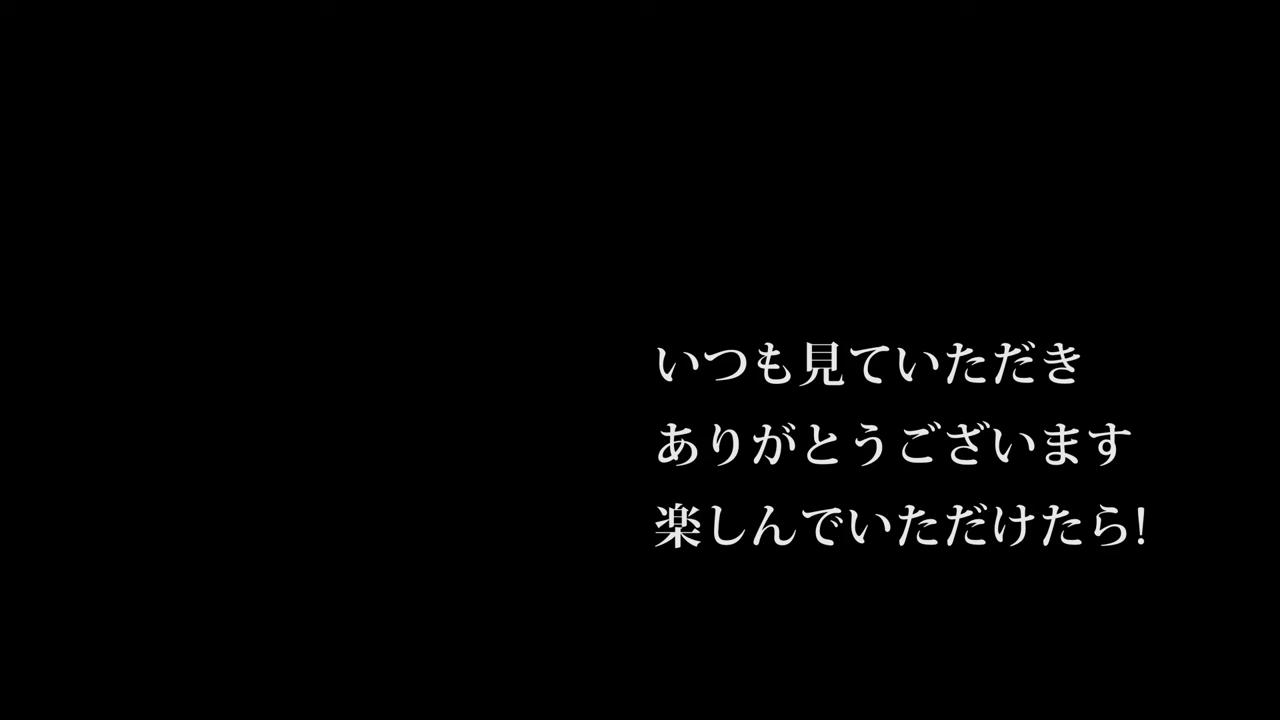 いつも見ていただき
ありがとうございます
楽しんでいただけたら!